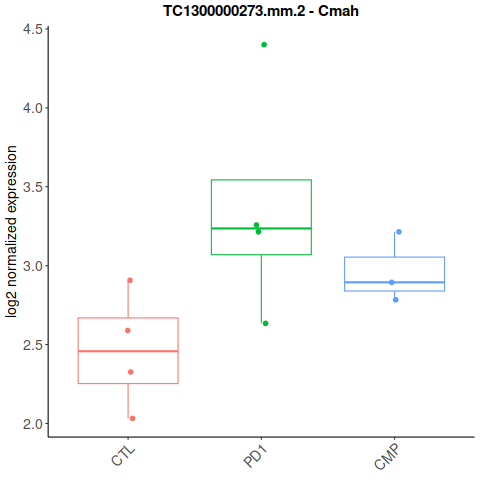 TC1300000273.mm.2 - Cmah
log2 normalized expression
4.5
4.0
3.5
3.0
2.5
2.0
CTL
PD1
CMP